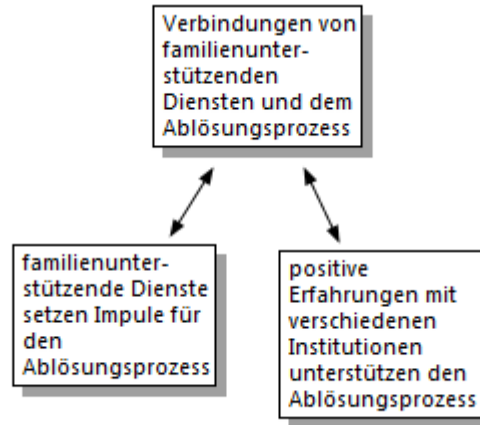 Verbindungen von
familienunter-
stützenden
Diensten und dem
Ablösungsprozess
familienunter-
stützende Dienste
setzen Impule für
den
Ablösungsprozess
positive
Erfahrungen mit
verschiedenen
Institutionen
unterstützen den
Ablösungsprozess